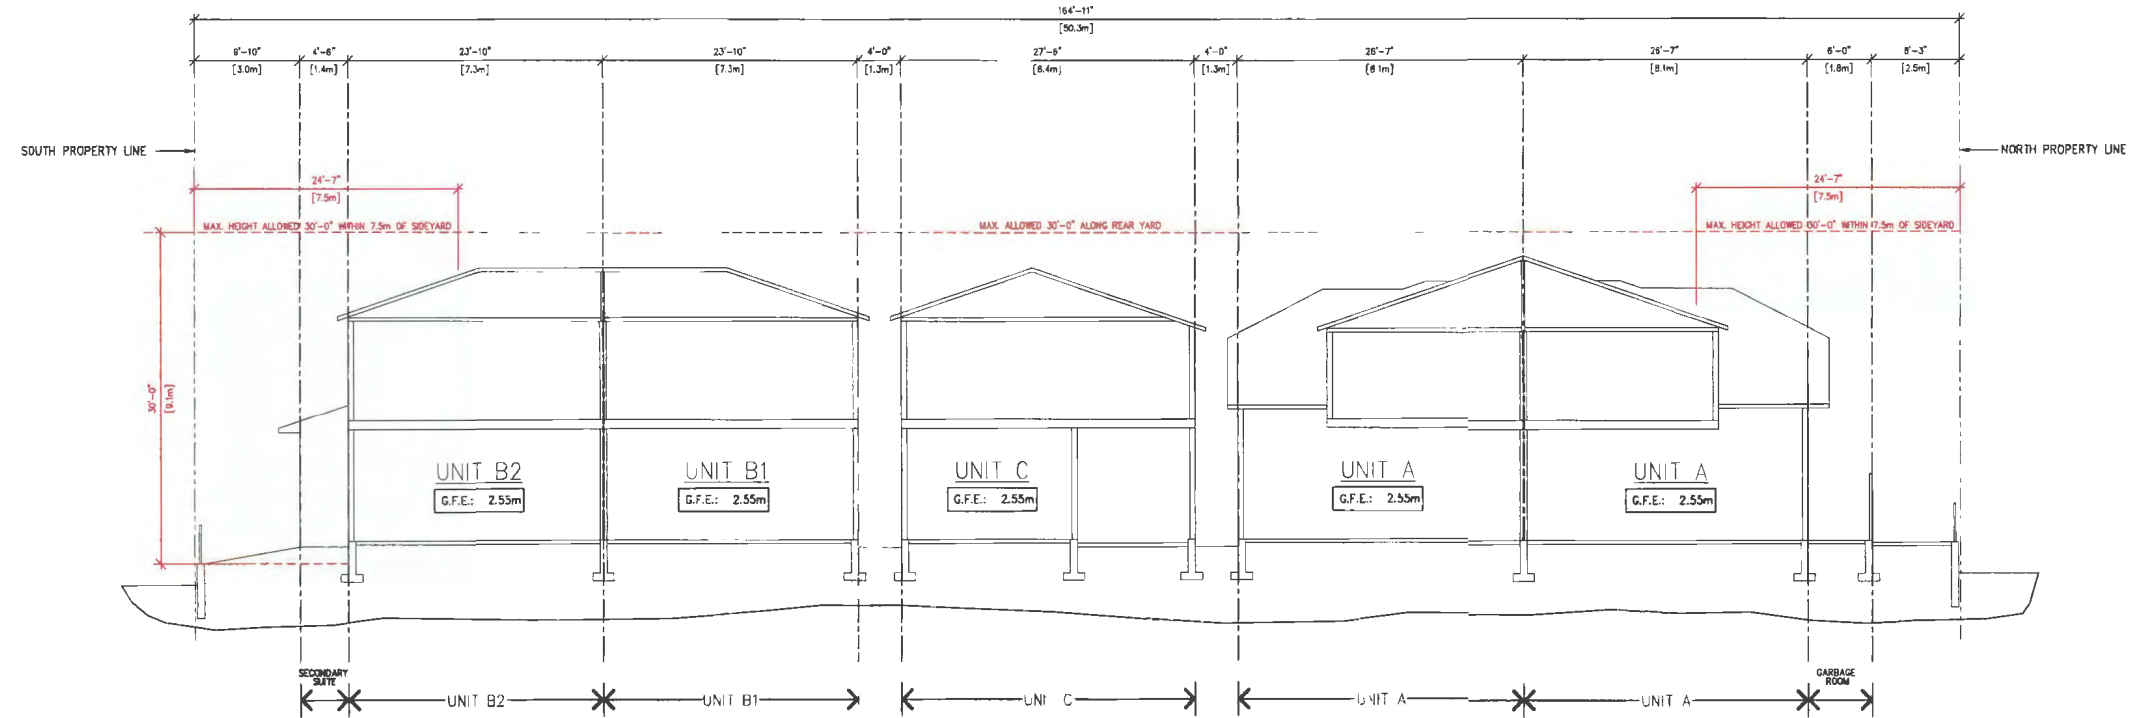 164'-11"
[50.3m]
9'-10" 4'-6" 23'-10" 23'-10" 4'-0" 27'-6" 4'-0" 26'-7" 26'-7" 6'-0" 8'-3"
[3.0m] [1.4m] [7.3m] [7.3m] [1.3m] [8.4m] [1.3m] [8.1m] [8.1m] [1.8m] [2.5m]
SOUTH PROPERTY LINE NORTH PROPERTY LINE
24'-7" 24'-7"
[7.5m] [7.5m]
MAX. HEIGHT ALLOWED 30'-0" WITHIN 7.5m OF SIDEYARD MAX. ALLOWED 30'-0" ALONG REAR YARD MAX. HEIGHT ALLOWED 30'-0" WITHIN 7.5m OF SIDEYARD
30'-0"
[9.1m]
UNIT B2 UNIT B1 UNIT C UNIT A UNIT A
G.F.E.: 2.55m G.F.E.: 2.55m G.F.E.: 2.55m G.F.E.: 2.55m G.F.E.: 2.55m
SECONDARY SUITE GARBAGE ROOM
UNIT B2 UNIT B1 UNI C UNIT A UNIT A